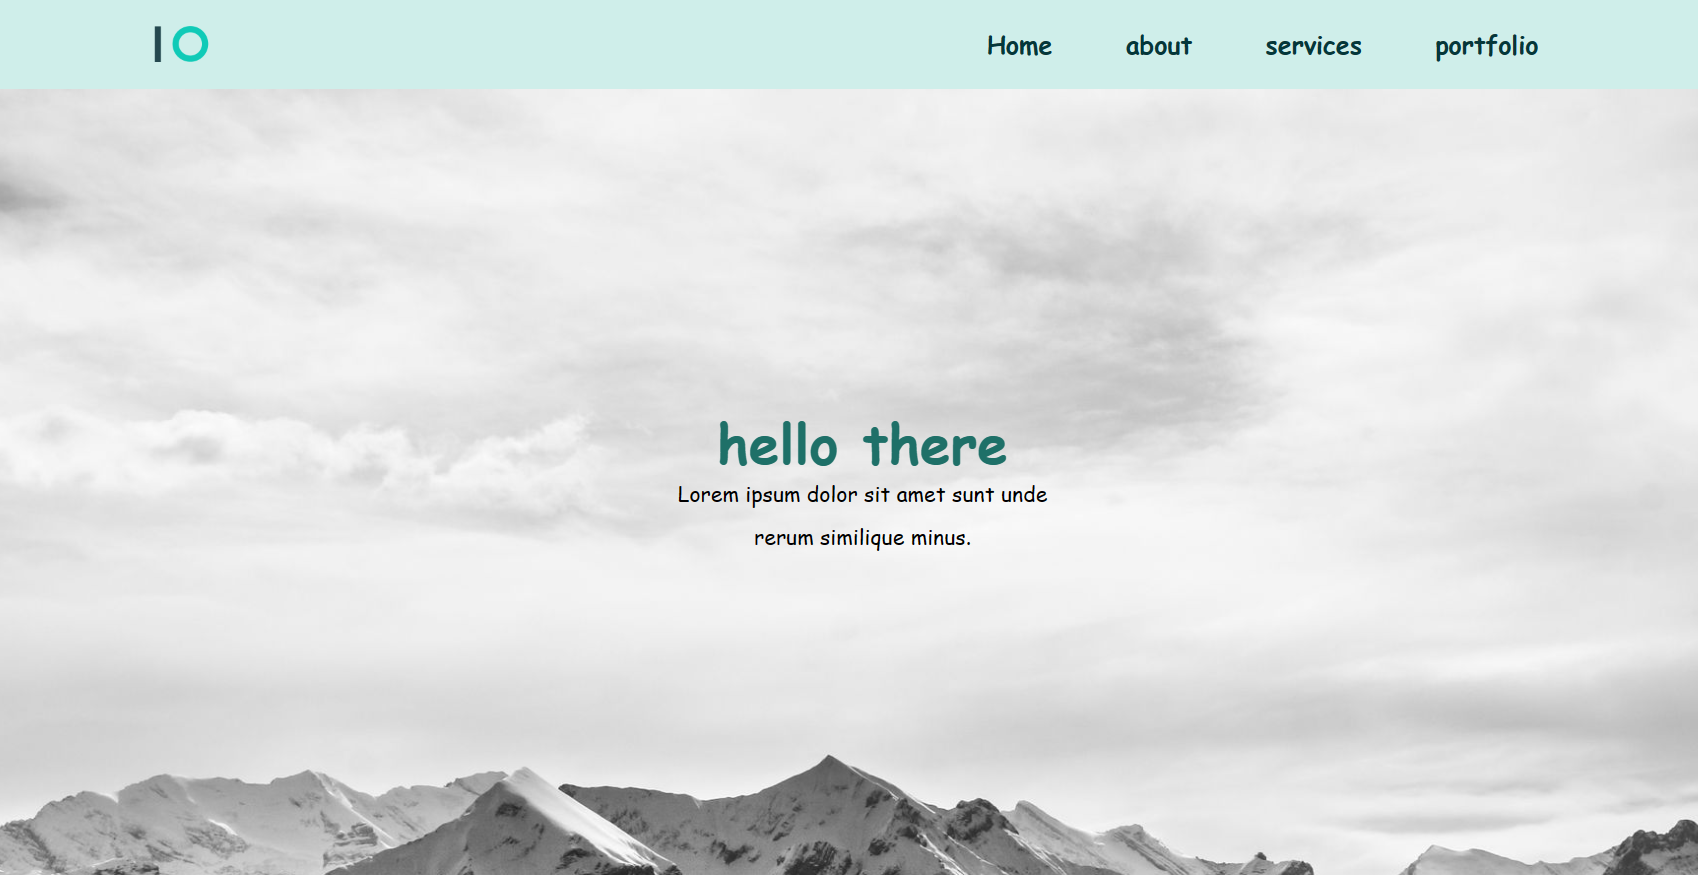 IO
Home about services portfolio
hello there
Lorem ipsum dolor sit amet sunt unde
rerum similique minus.